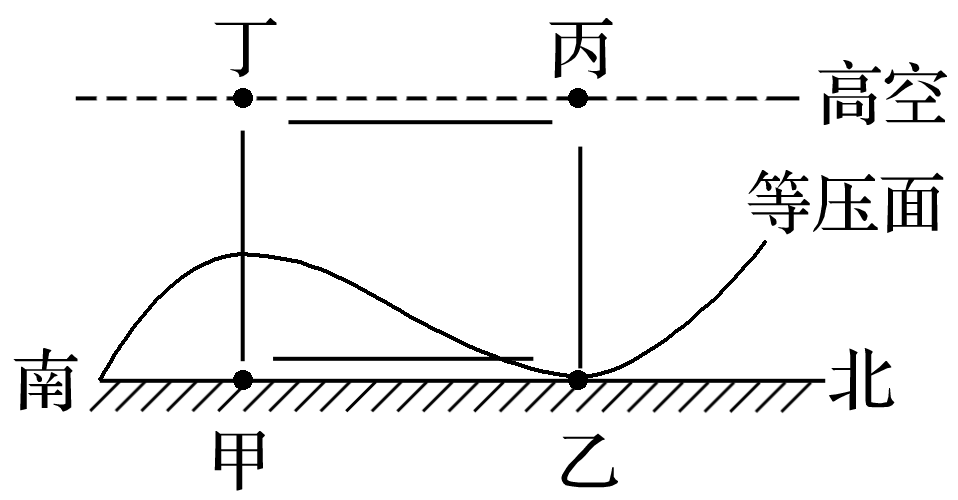 丁 丙
高空
等压面
南 北
甲 乙